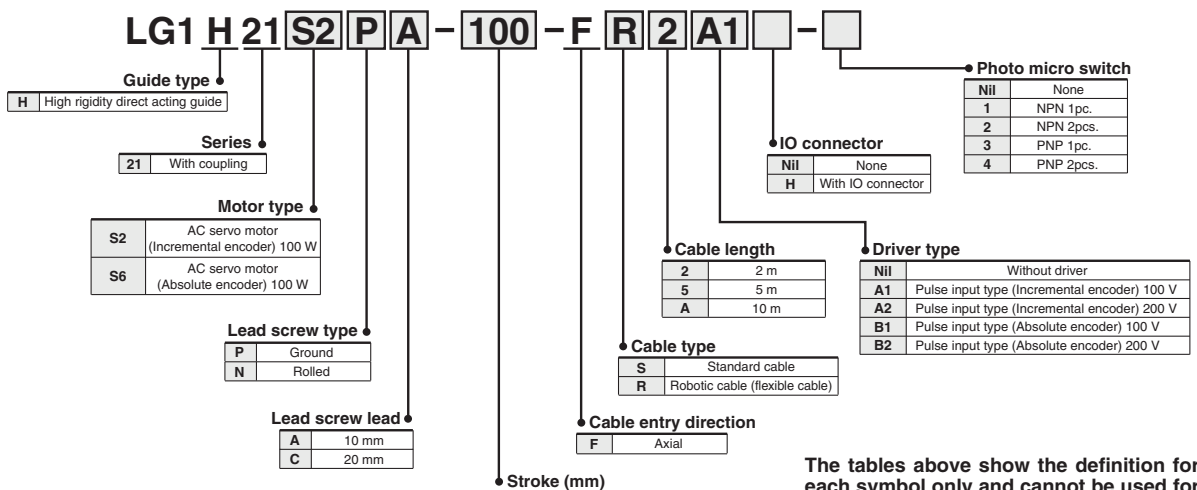 LG1 H 21 S2 P A – 100 – F R 2 A1 –
Guide type
H High rigidity direct acting guide
Series
21 With coupling
Motor type
S2 AC servo motor
(Incremental encoder) 100 W
S6 AC servo motor
(Absolute encoder) 100 W
Lead screw type
P Ground
N Rolled
Lead screw lead
A 10 mm
C 20 mm
Stroke (mm)
Cable entry direction
F Axial
Cable type
S Standard cable
R Robotic cable (flexible cable)
Cable length
2 2 m
5 5 m
A 10 m
Driver type
Nil Without driver
A1 Pulse input type (Incremental encoder) 100 V
A2 Pulse input type (Incremental encoder) 200 V
B1 Pulse input type (Absolute encoder) 100 V
B2 Pulse input type (Absolute encoder) 200 V
IO connector
Nil None
H With IO connector
Photo micro switch
Nil None
1 NPN 1pc.
2 NPN 2pcs.
3 PNP 1pc.
4 PNP 2pcs.
The tables above show the definition for
each symbol only and cannot be used for